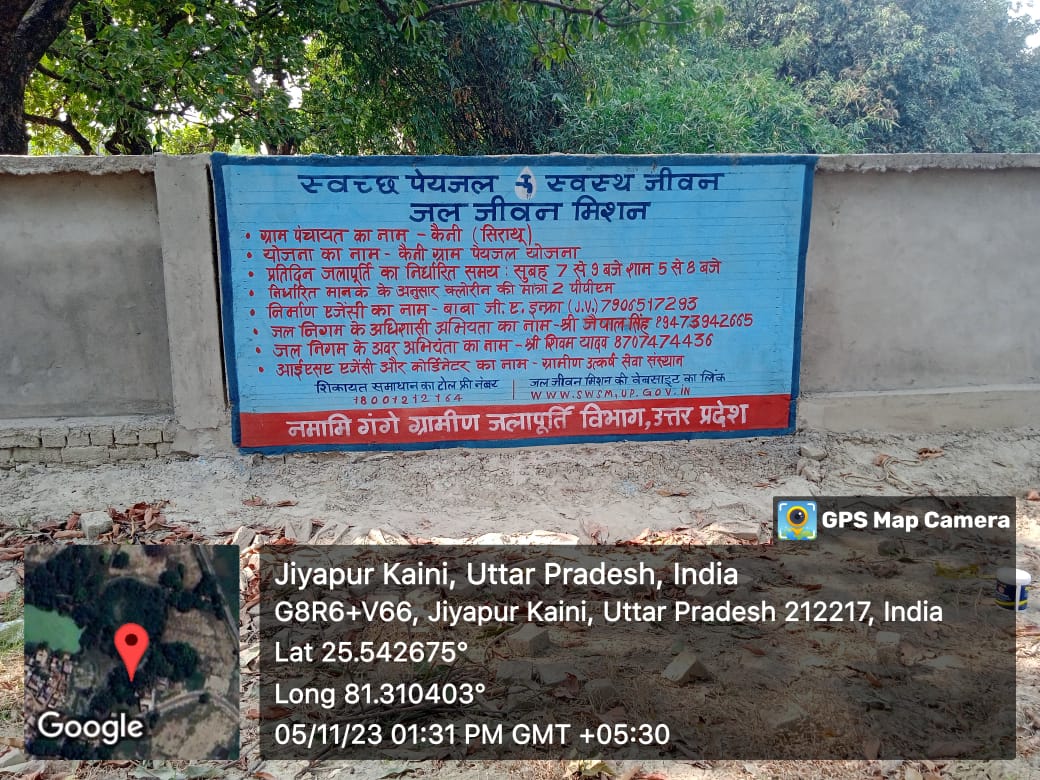 स्वच्छ पेयजल स्वस्थ जीवन
जल जीवन मिशन
• ग्राम पंचायत का नाम - कैनी (सिराथू)
• योजना का नाम - कैनी ग्राम पेयजल योजना
• प्रतिदिन जलापूर्ति का निर्धारित समय : सुबह 7 से 9 बजे शाम 5 से 8 बजे
• निर्धारित मानक के अनुसार क्लोरीन की मात्रा 2 पीपीएम
• निर्माण एजेंसी का नाम - बाबा जी. ए. इन्फ्रा (J.V.) 7906517293
• जल निगम के अधिशासी अभियंता का नाम - श्री जैपाल सिंह 9473942665
• जल निगम के अवर अभियंता का नाम - श्री शिवम यादव 8707474436
• आईएसए एजेंसी और कोर्डिनेटर का नाम - ग्रामीण उत्कर्ष सेवा संस्थान
शिकायत समाधान का टोल फ्री नंबर
18001212164
जल जीवन मिशन की वेबसाइट का लिंक
WWW.SWSM.UP.GOV.IN
नमामि गंगे ग्रामीण जलापूर्ति विभाग, उत्तर प्रदेश
GPS Map Camera
Jiyapur Kaini, Uttar Pradesh, India
G8R6+V66, Jiyapur Kaini, Uttar Pradesh 212217, India
Lat 25.542675°
Long 81.310403°
05/11/23 01:31 PM GMT +05:30
Google